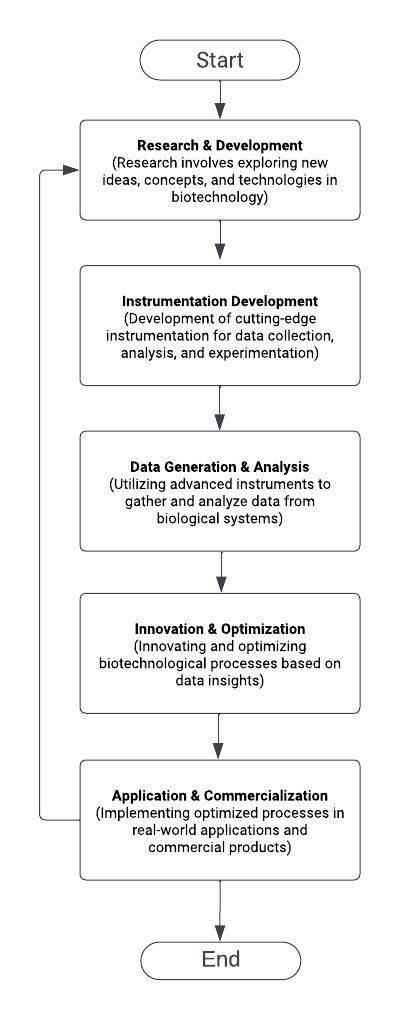 Start
Research & Development
(Research involves exploring new
ideas, concepts, and technologies in
biotechnology)
Instrumentation Development
(Development of cutting-edge
instrumentation for data collection,
analysis, and experimentation)
Data Generation & Analysis
(Utilizing advanced instruments to
gather and analyze data from
biological systems)
Innovation & Optimization
(Innovating and optimizing
biotechnological processes based on
data insights)
Application & Commercialization
(Implementing optimized processes in
real-world applications and
commercial products)
End